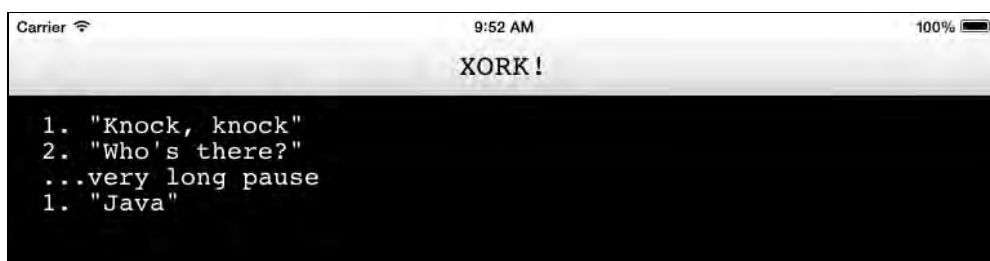 Carrier 9:52 AM 100%
XORK!
1. "Knock, knock"
2. "Who's there?"
...very long pause
1. "Java"